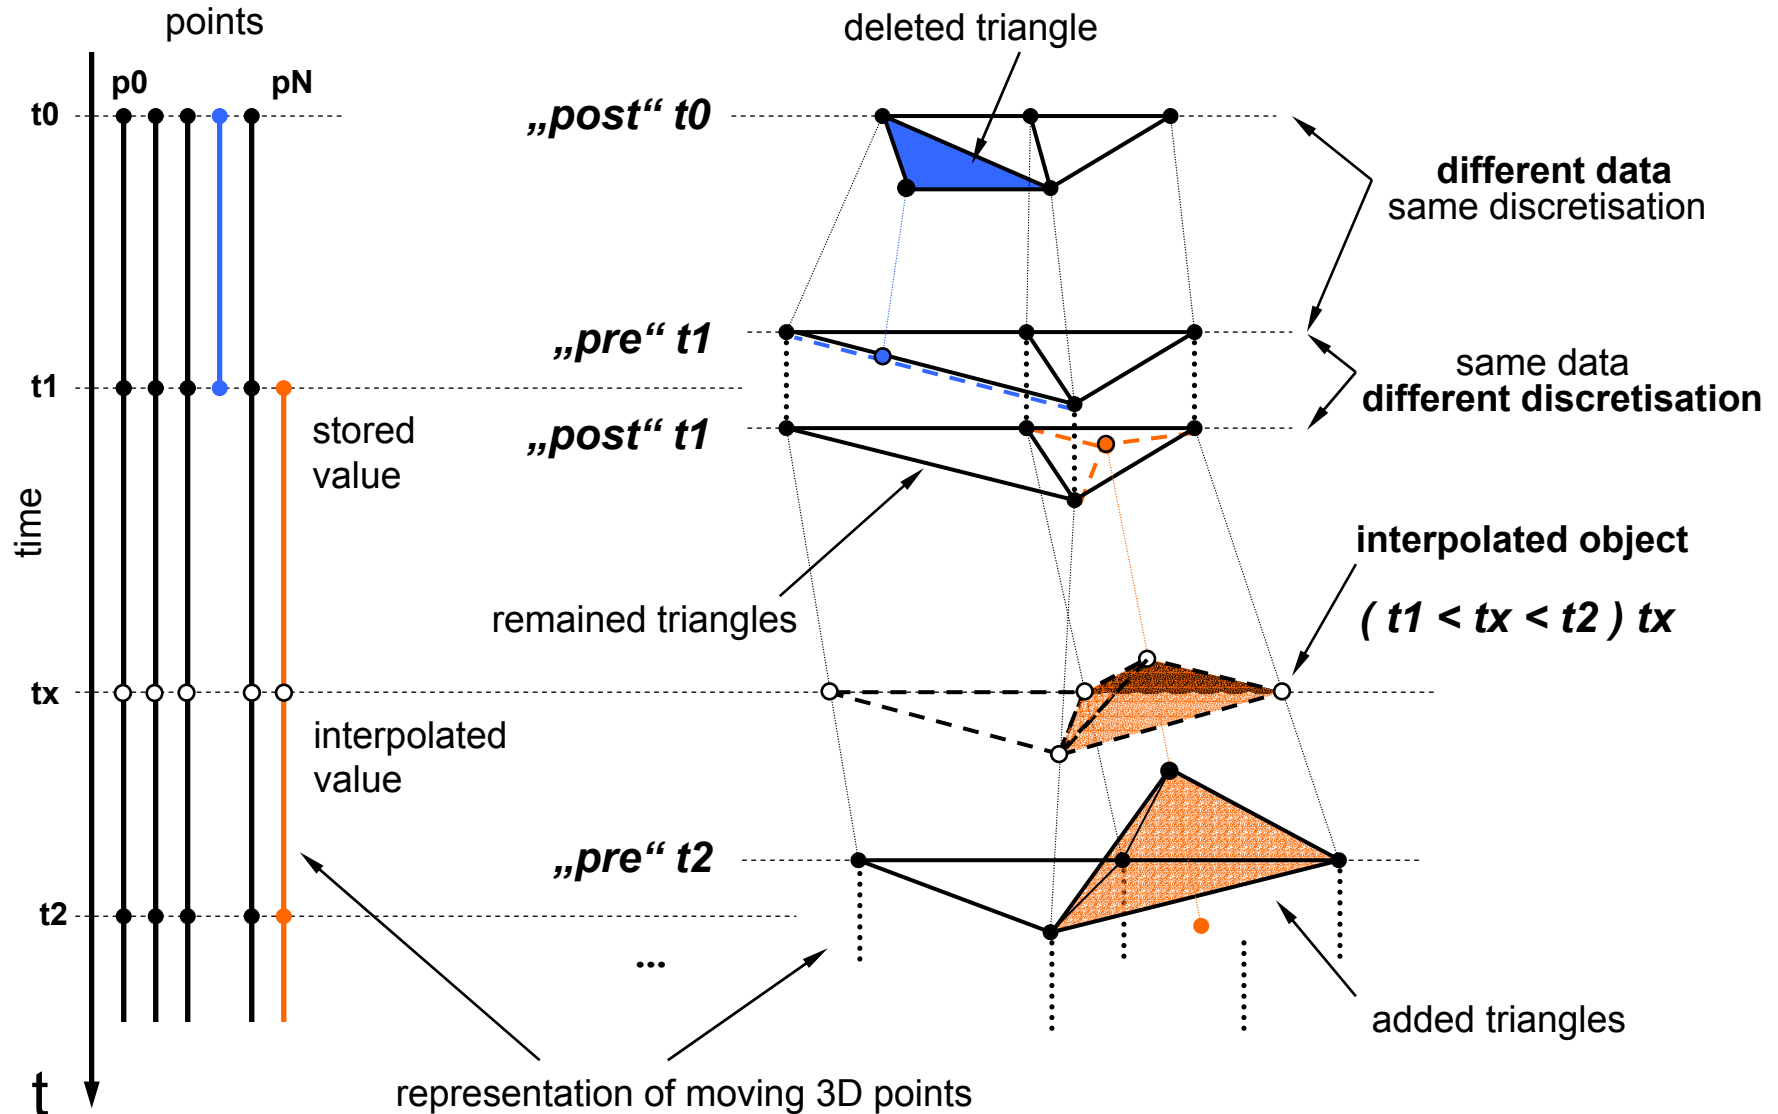 points
deleted triangle
p0
pN
t0
„post“ t0
different data
same discretisation
„pre“ t1
same data
different discretisation
t1
„post“ t1
stored
value
time
interpolated object
( t1 < tx < t2 ) tx
remained triangles
tx
interpolated
value
„pre“ t2
t2
...
added triangles
t
representation of moving 3D points